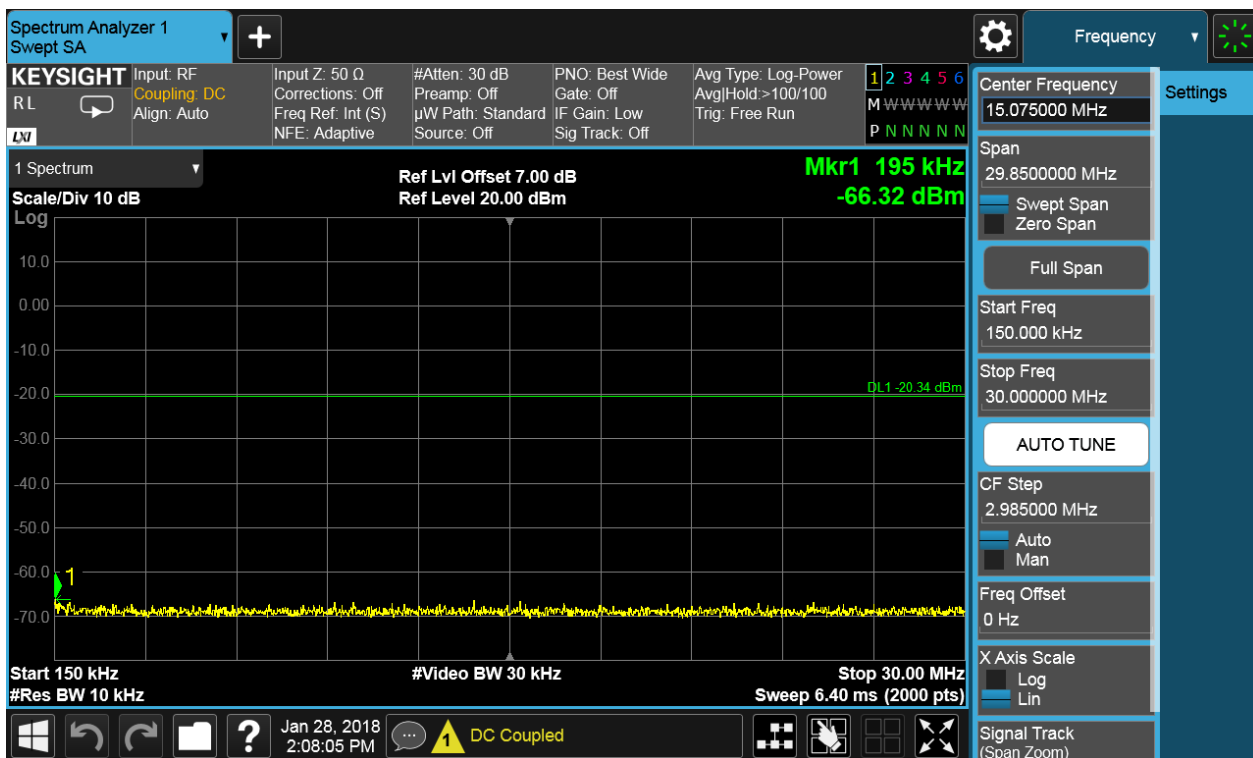 Spectrum Analyzer 1
Swept SA
Frequency
KEYSIGHT
R L
LXI
Input: RF
Coupling: DC
Align: Auto
Input Z: 50 Ω
Corrections: Off
Freq Ref: Int (S)
NFE: Adaptive
#Atten: 30 dB
Preamp: Off
µW Path: Standard
Source: Off
PNO: Best Wide
Gate: Off
IF Gain: Low
Sig Track: Off
Avg Type: Log-Power
Avg|Hold:>100/100
Trig: Free Run
1 2 3 4 5 6
M W W W W W
P N N N N N
1 Spectrum
Scale/Div 10 dB
Ref Lvl Offset 7.00 dB
Ref Level 20.00 dBm
Mkr1 195 kHz
-66.32 dBm
Log
10.0
0.00
-10.0
-20.0
-30.0
-40.0
-50.0
-60.0
-70.0
DL1 -20.34 dBm
1
Start 150 kHz
#Res BW 10 kHz
#Video BW 30 kHz
Stop 30.00 MHz
Sweep 6.40 ms (2000 pts)
?
Jan 28, 2018
2:08:05 PM
1
DC Coupled
Center Frequency
15.075000 MHz
Settings
Span
29.8500000 MHz
Swept Span
Zero Span
Full Span
Start Freq
150.000 kHz
Stop Freq
30.000000 MHz
AUTO TUNE
CF Step
2.985000 MHz
Auto
Man
Freq Offset
0 Hz
X Axis Scale
Log
Lin
Signal Track
(Span Zoom)